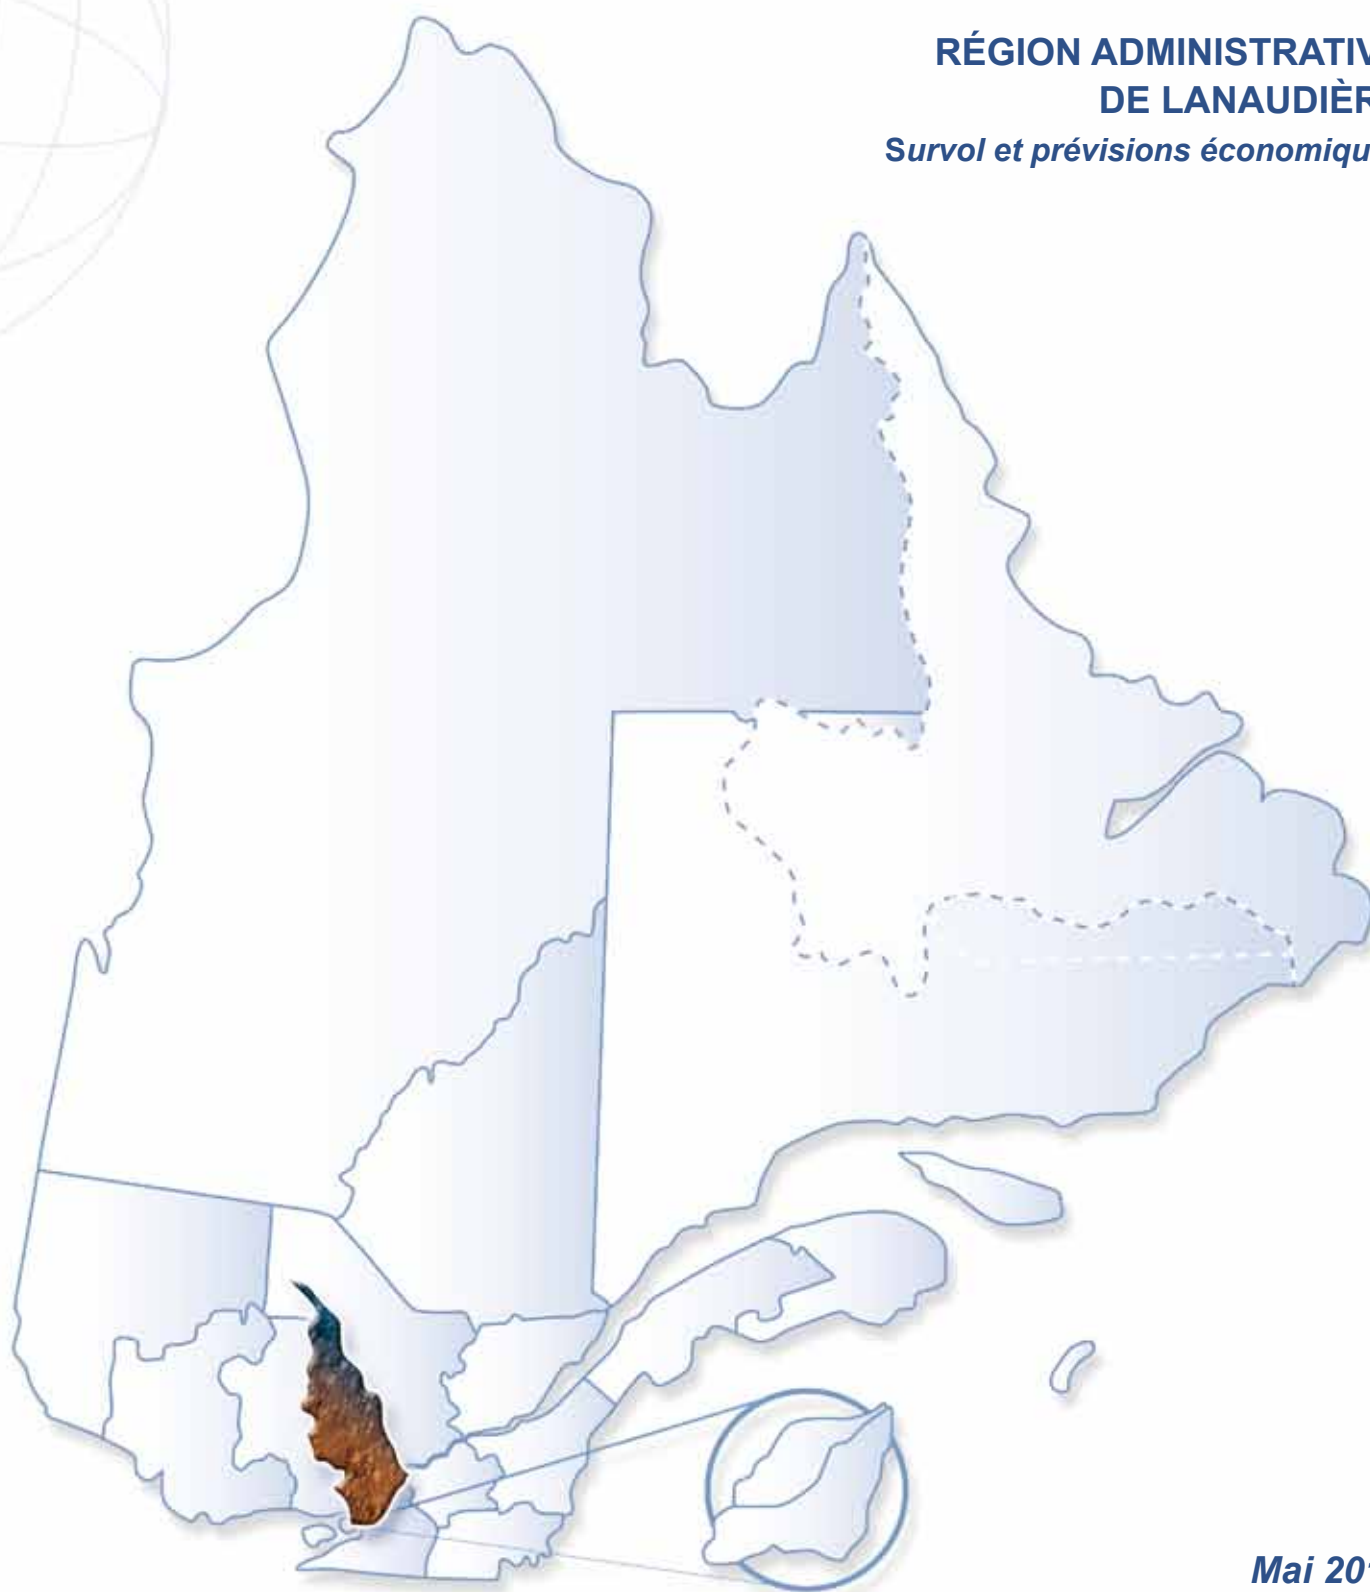 RÉGION ADMINISTRATIV
DE LANAUDIÈR
Survol et prévisions économiqu
Mai 20